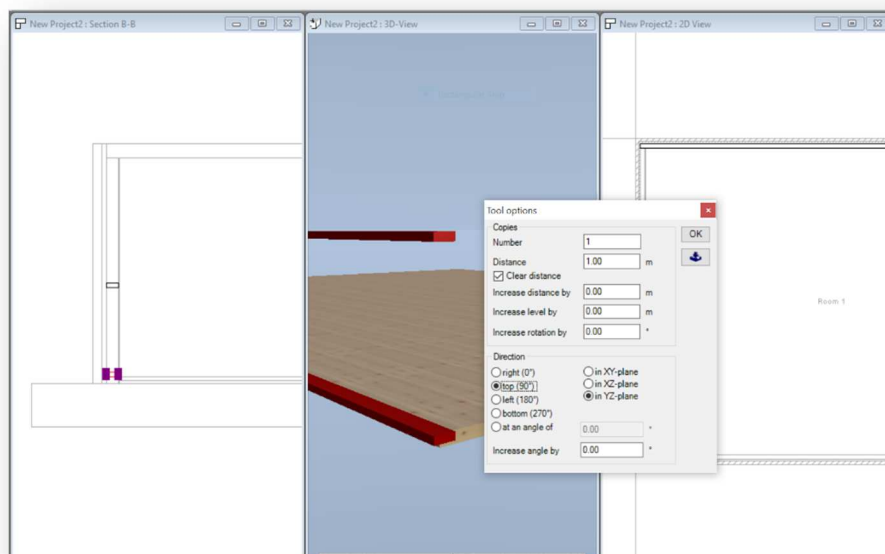 New Project2 : Section B-B
New Project2 : 3D-View
New Project2 : 2D View
Tool options
Copies
Number
1
OK
Distance
1.00
m
Clear distance
Increase distance by
0.00
m
Increase level by
0.00
m
Increase rotation by
0.00
°
Direction
right (0°)
in XY-plane
top (90°)
in XZ-plane
left (180°)
in YZ-plane
bottom (270°)
at an angle of
0.00
°
Increase angle by
0.00
°
Room 1